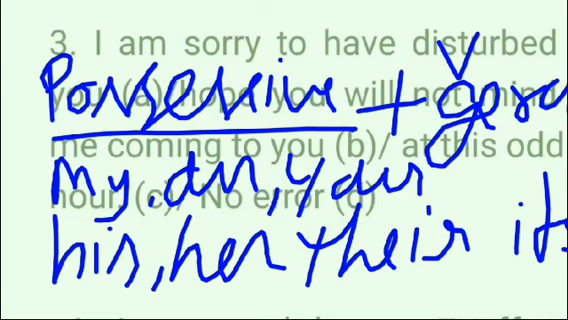 3. I am sorry to have disturbed
you (a)/hope you will not mind
me coming to you (b)/ at this odd
hour (c)/ No error (d)
Possessive + V
my, our, your
his, her their its